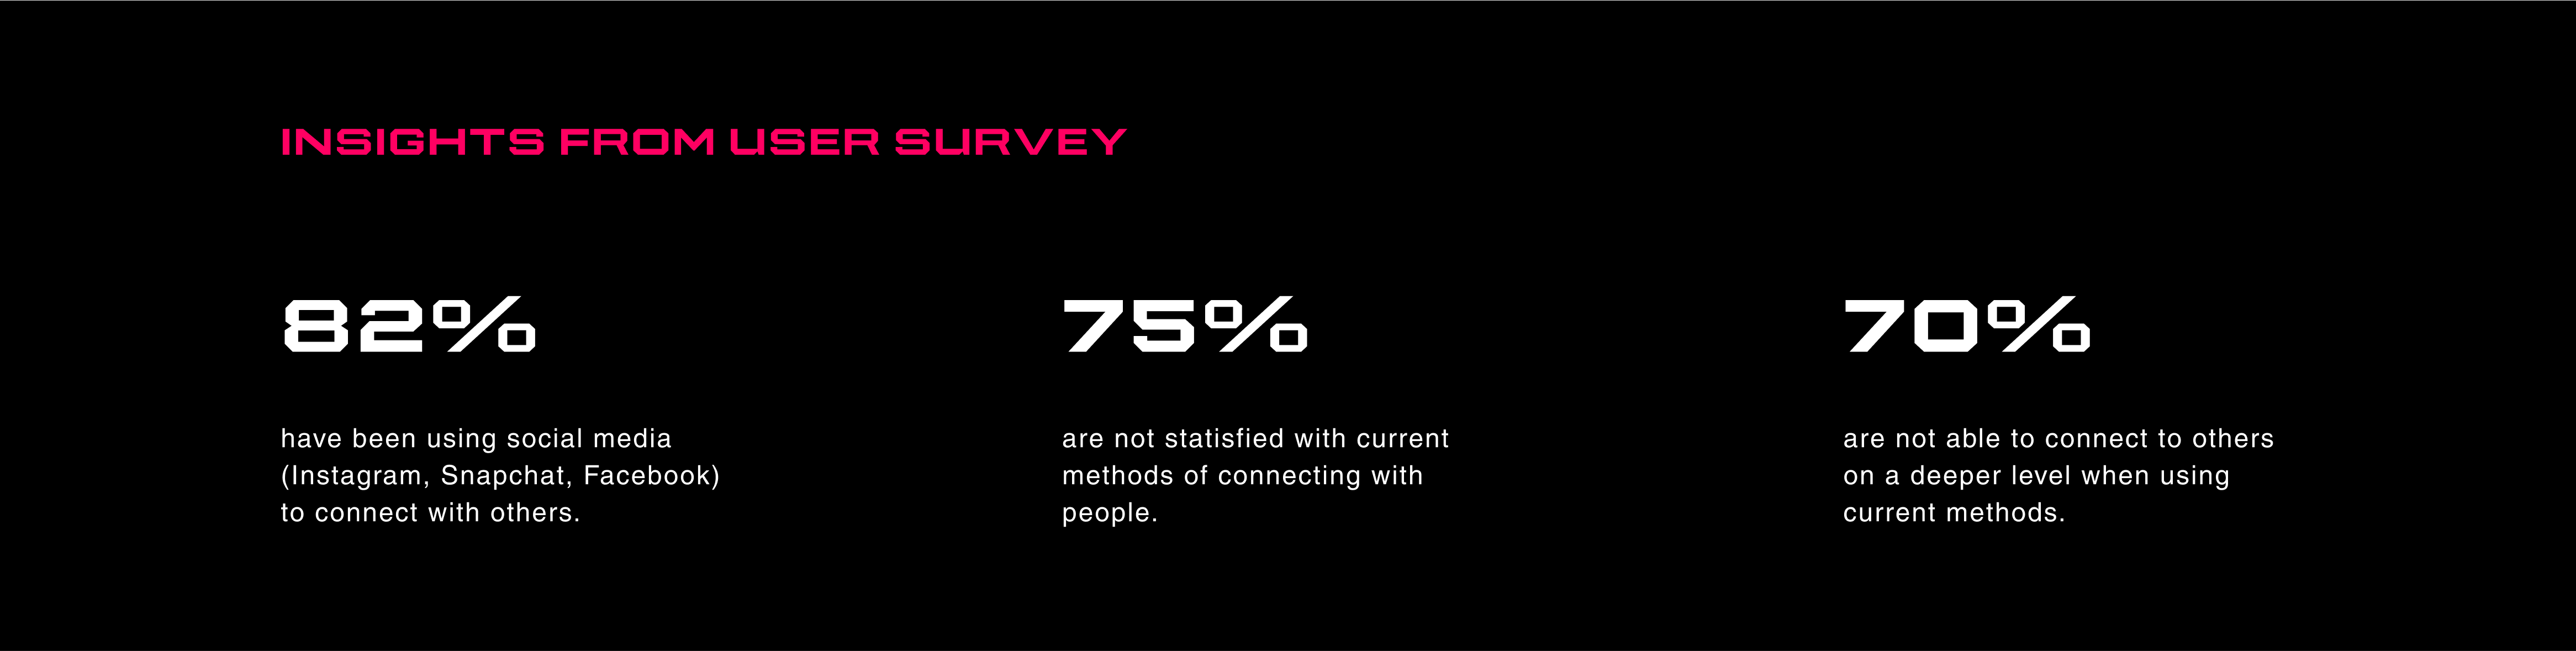 INSIGHTS FROM USER SURVEY
82%
have been using social media
(Instagram, Snapchat, Facebook)
to connect with others.
75%
are not statisfied with current
methods of connecting with
people.
70%
are not able to connect to others
on a deeper level when using
current methods.